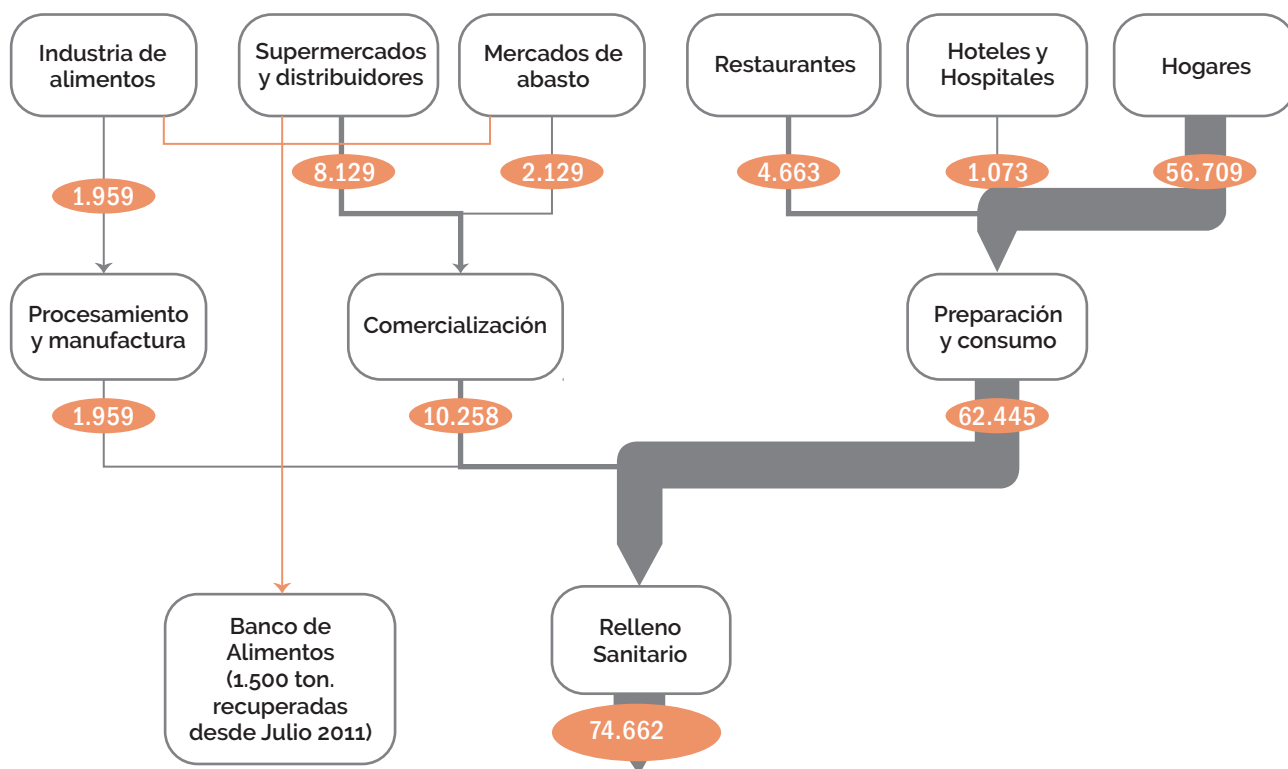 Industria de
alimentos
Supermercados
y distribuidores
Mercados de
abasto
Restaurantes
Hoteles y
Hospitales
Hogares
1.959
8.129
2.129
4.663
1.073
56.709
Procesamiento
y manufactura
Comercialización
Preparación
y consumo
1.959
10.258
62.445
Banco de
Alimentos
(1.500 ton.
recuperadas
desde Julio 2011)
Relleno
Sanitario
74.662